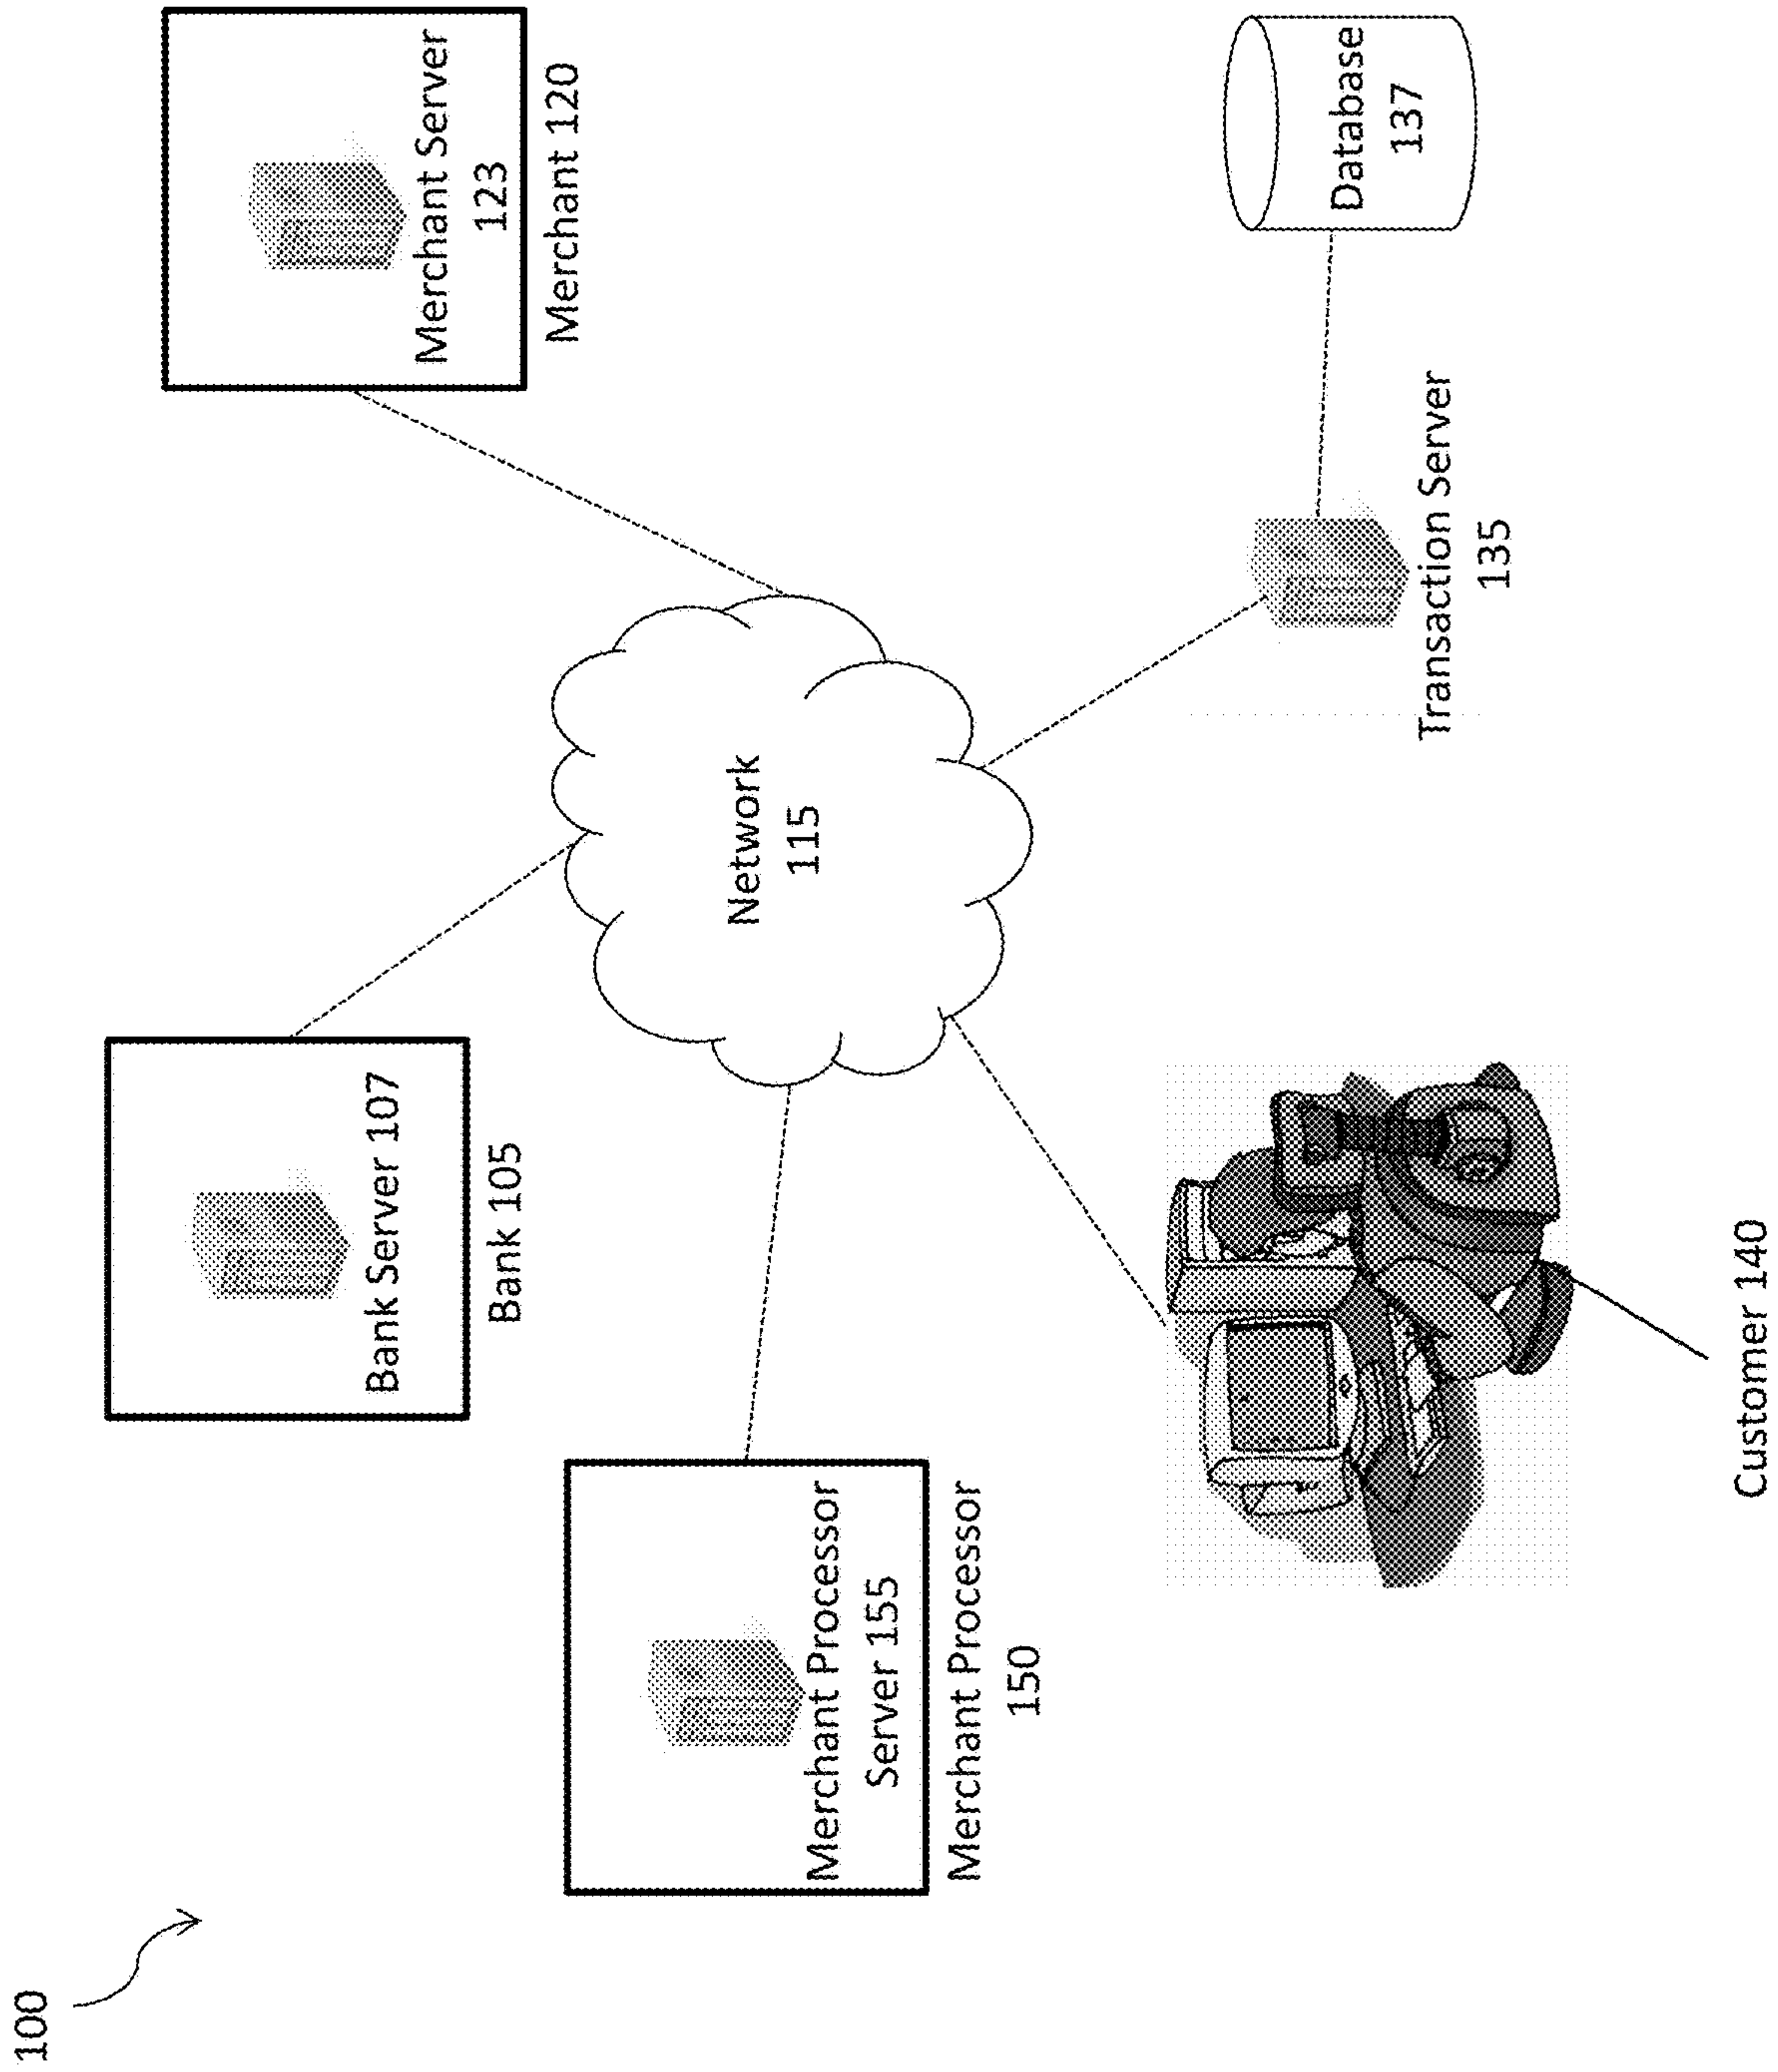 100
Bank Server 107
Bank 105
Merchant Server
123
Merchant 120
Merchant Processor
Server 155
Merchant Processor
150
Network
115
Database
137
Transaction Server
135
Customer 140